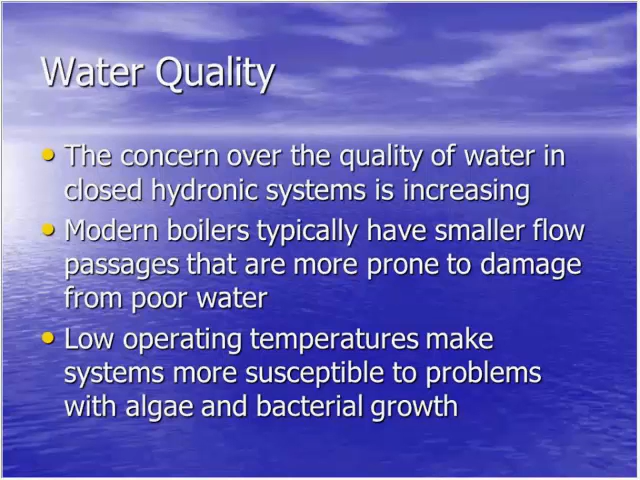 Water Quality
• The concern over the quality of water in
closed hydronic systems is increasing
• Modern boilers typically have smaller flow
passages that are more prone to damage
from poor water
• Low operating temperatures make
systems more susceptible to problems
with algae and bacterial growth